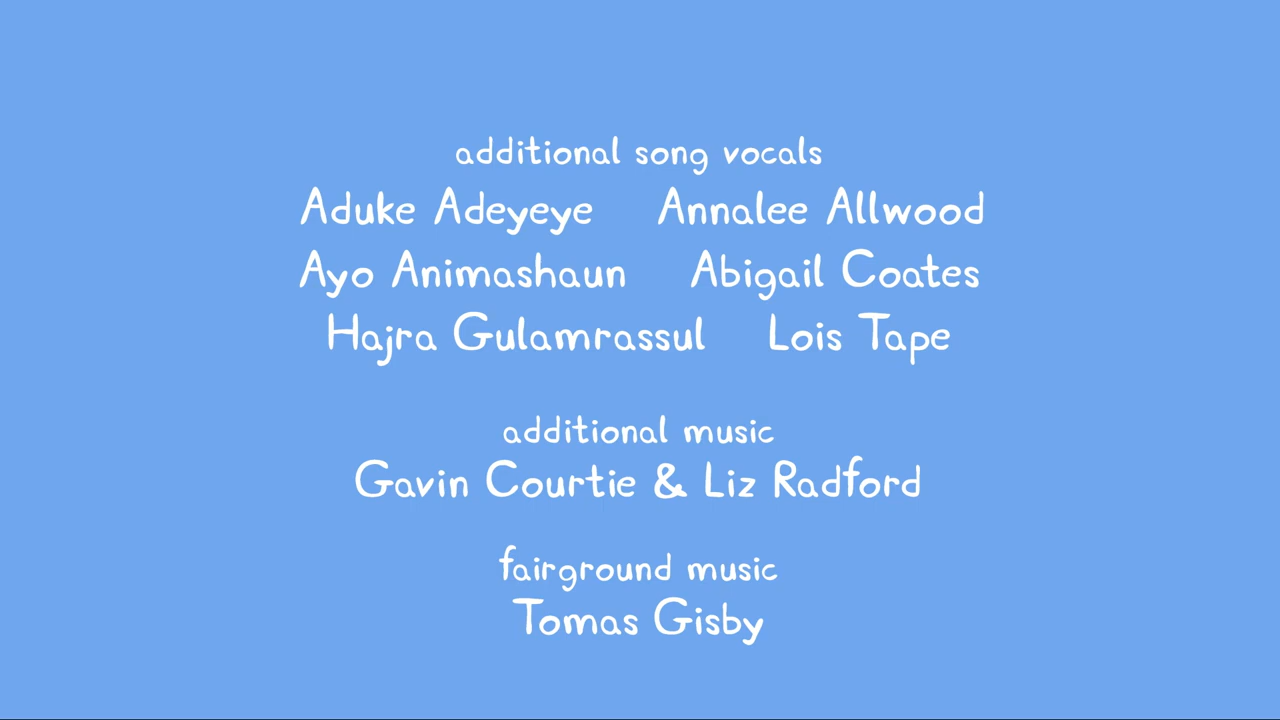 additional song vocals
Aduke Adeyeye Annalee Allwood
Ayo Animashaun Abigail Coates
Hajra Gulamrassul Lois Tape
additional music
Gavin Courtie & Liz Radford
fairground music
Tomas Gisby